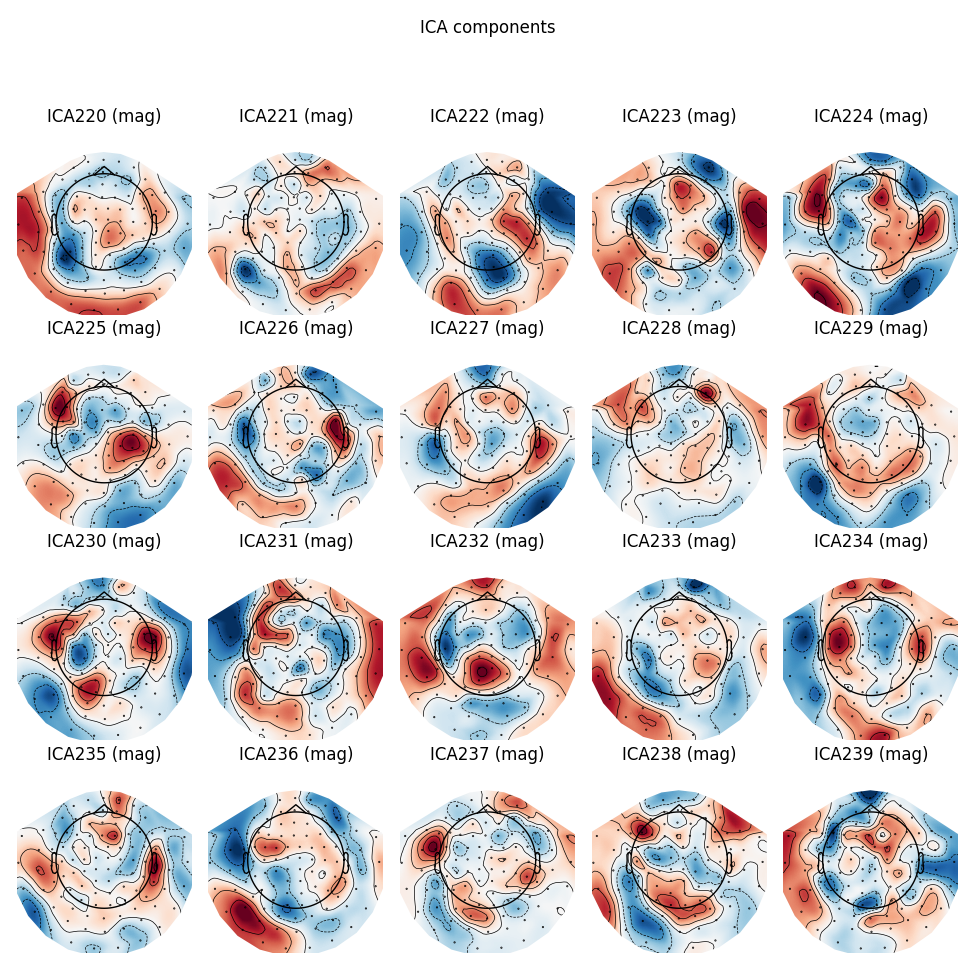 ICA components
ICA220 (mag) ICA221 (mag) ICA222 (mag) ICA223 (mag) ICA224 (mag)
ICA225 (mag) ICA226 (mag) ICA227 (mag) ICA228 (mag) ICA229 (mag)
ICA230 (mag) ICA231 (mag) ICA232 (mag) ICA233 (mag) ICA234 (mag)
ICA235 (mag) ICA236 (mag) ICA237 (mag) ICA238 (mag) ICA239 (mag)